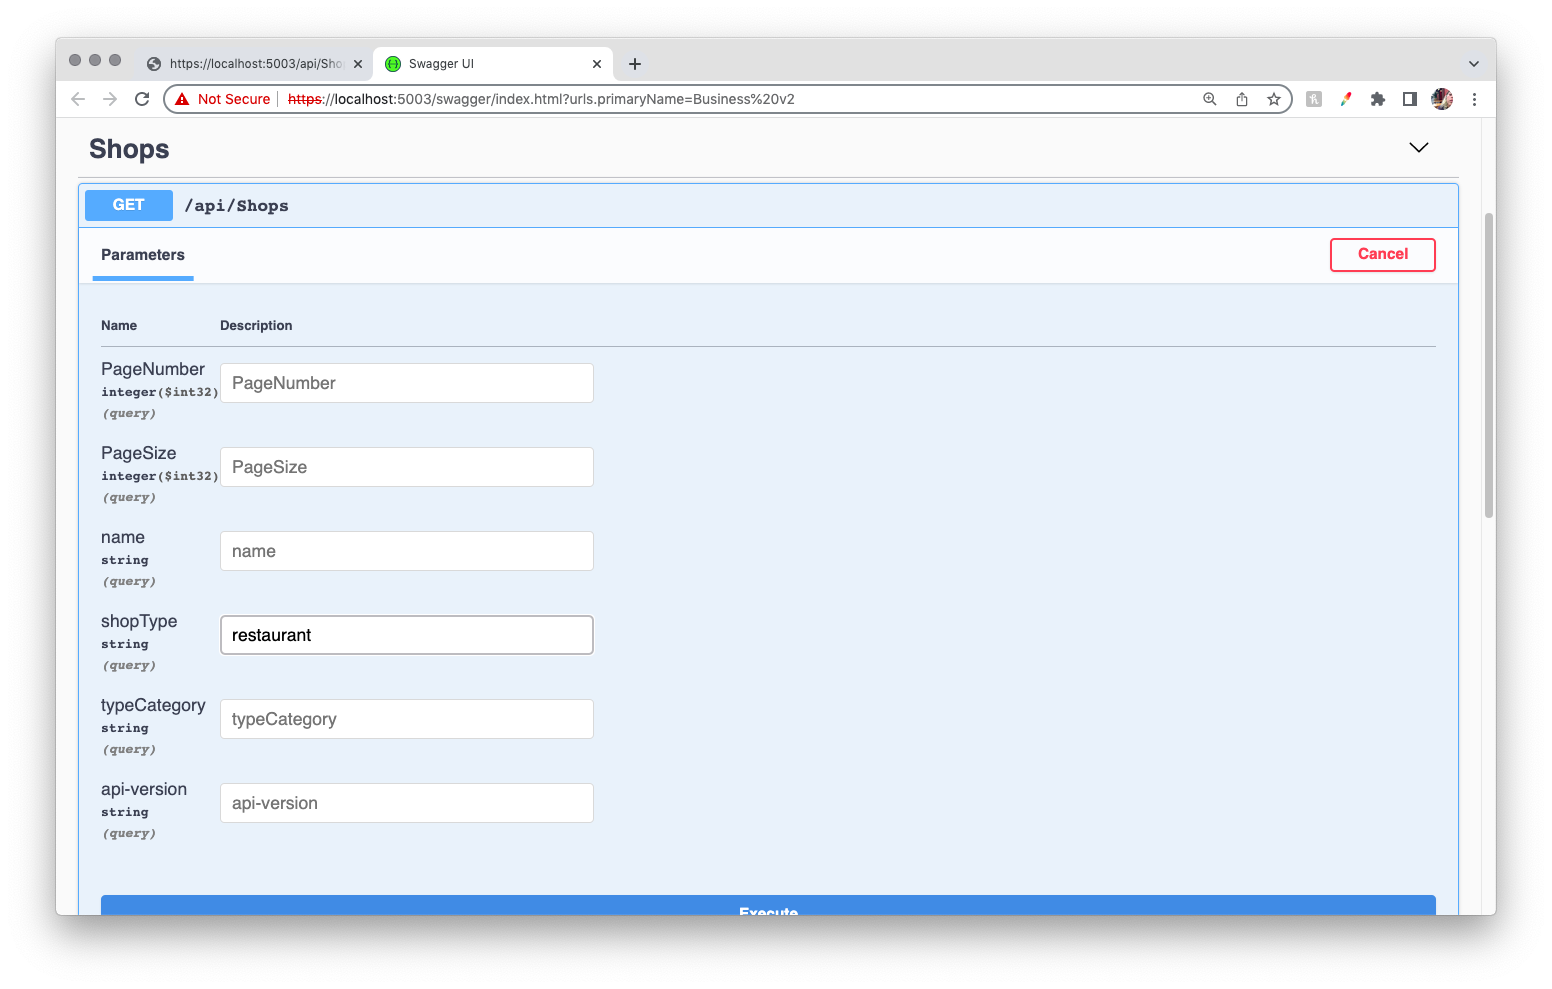 https://localhost:5003/api/Sho
Swagger UI
Not Secure
https://localhost:5003/swagger/index.html?urls.primaryName=Business%20v2
Shops
GET /api/Shops
Parameters
Cancel
Name Description
PageNumber
integer($int32)
(query)
PageNumber
PageSize
integer($int32)
(query)
PageSize
name
string
(query)
name
shopType
string
(query)
restaurant
typeCategory
string
(query)
typeCategory
api-version
string
(query)
api-version
Execute